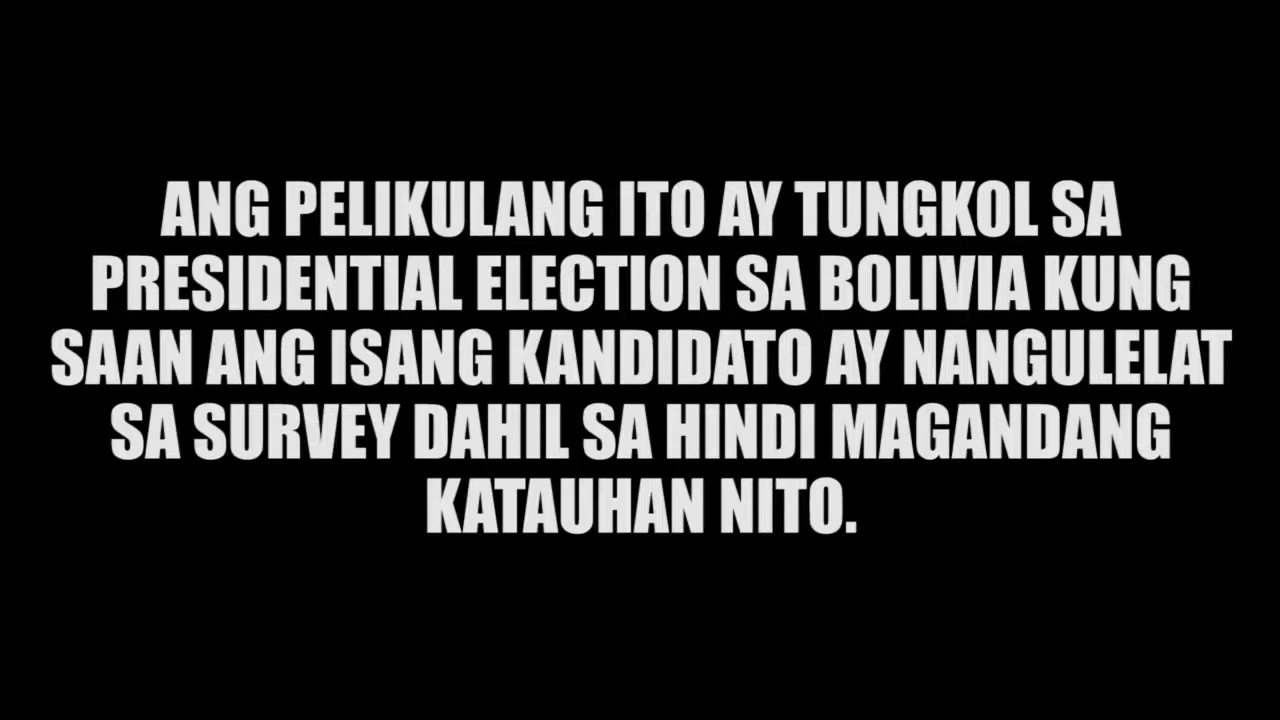 ANG PELIKULANG ITO AY TUNGKOL SA
PRESIDENTIAL ELECTION SA BOLIVIA KUNG
SAAN ANG ISANG KANDIDATO AY NANGULELAT
SA SURVEY DAHIL SA HINDI MAGANDANG
KATAUHAN NITO.